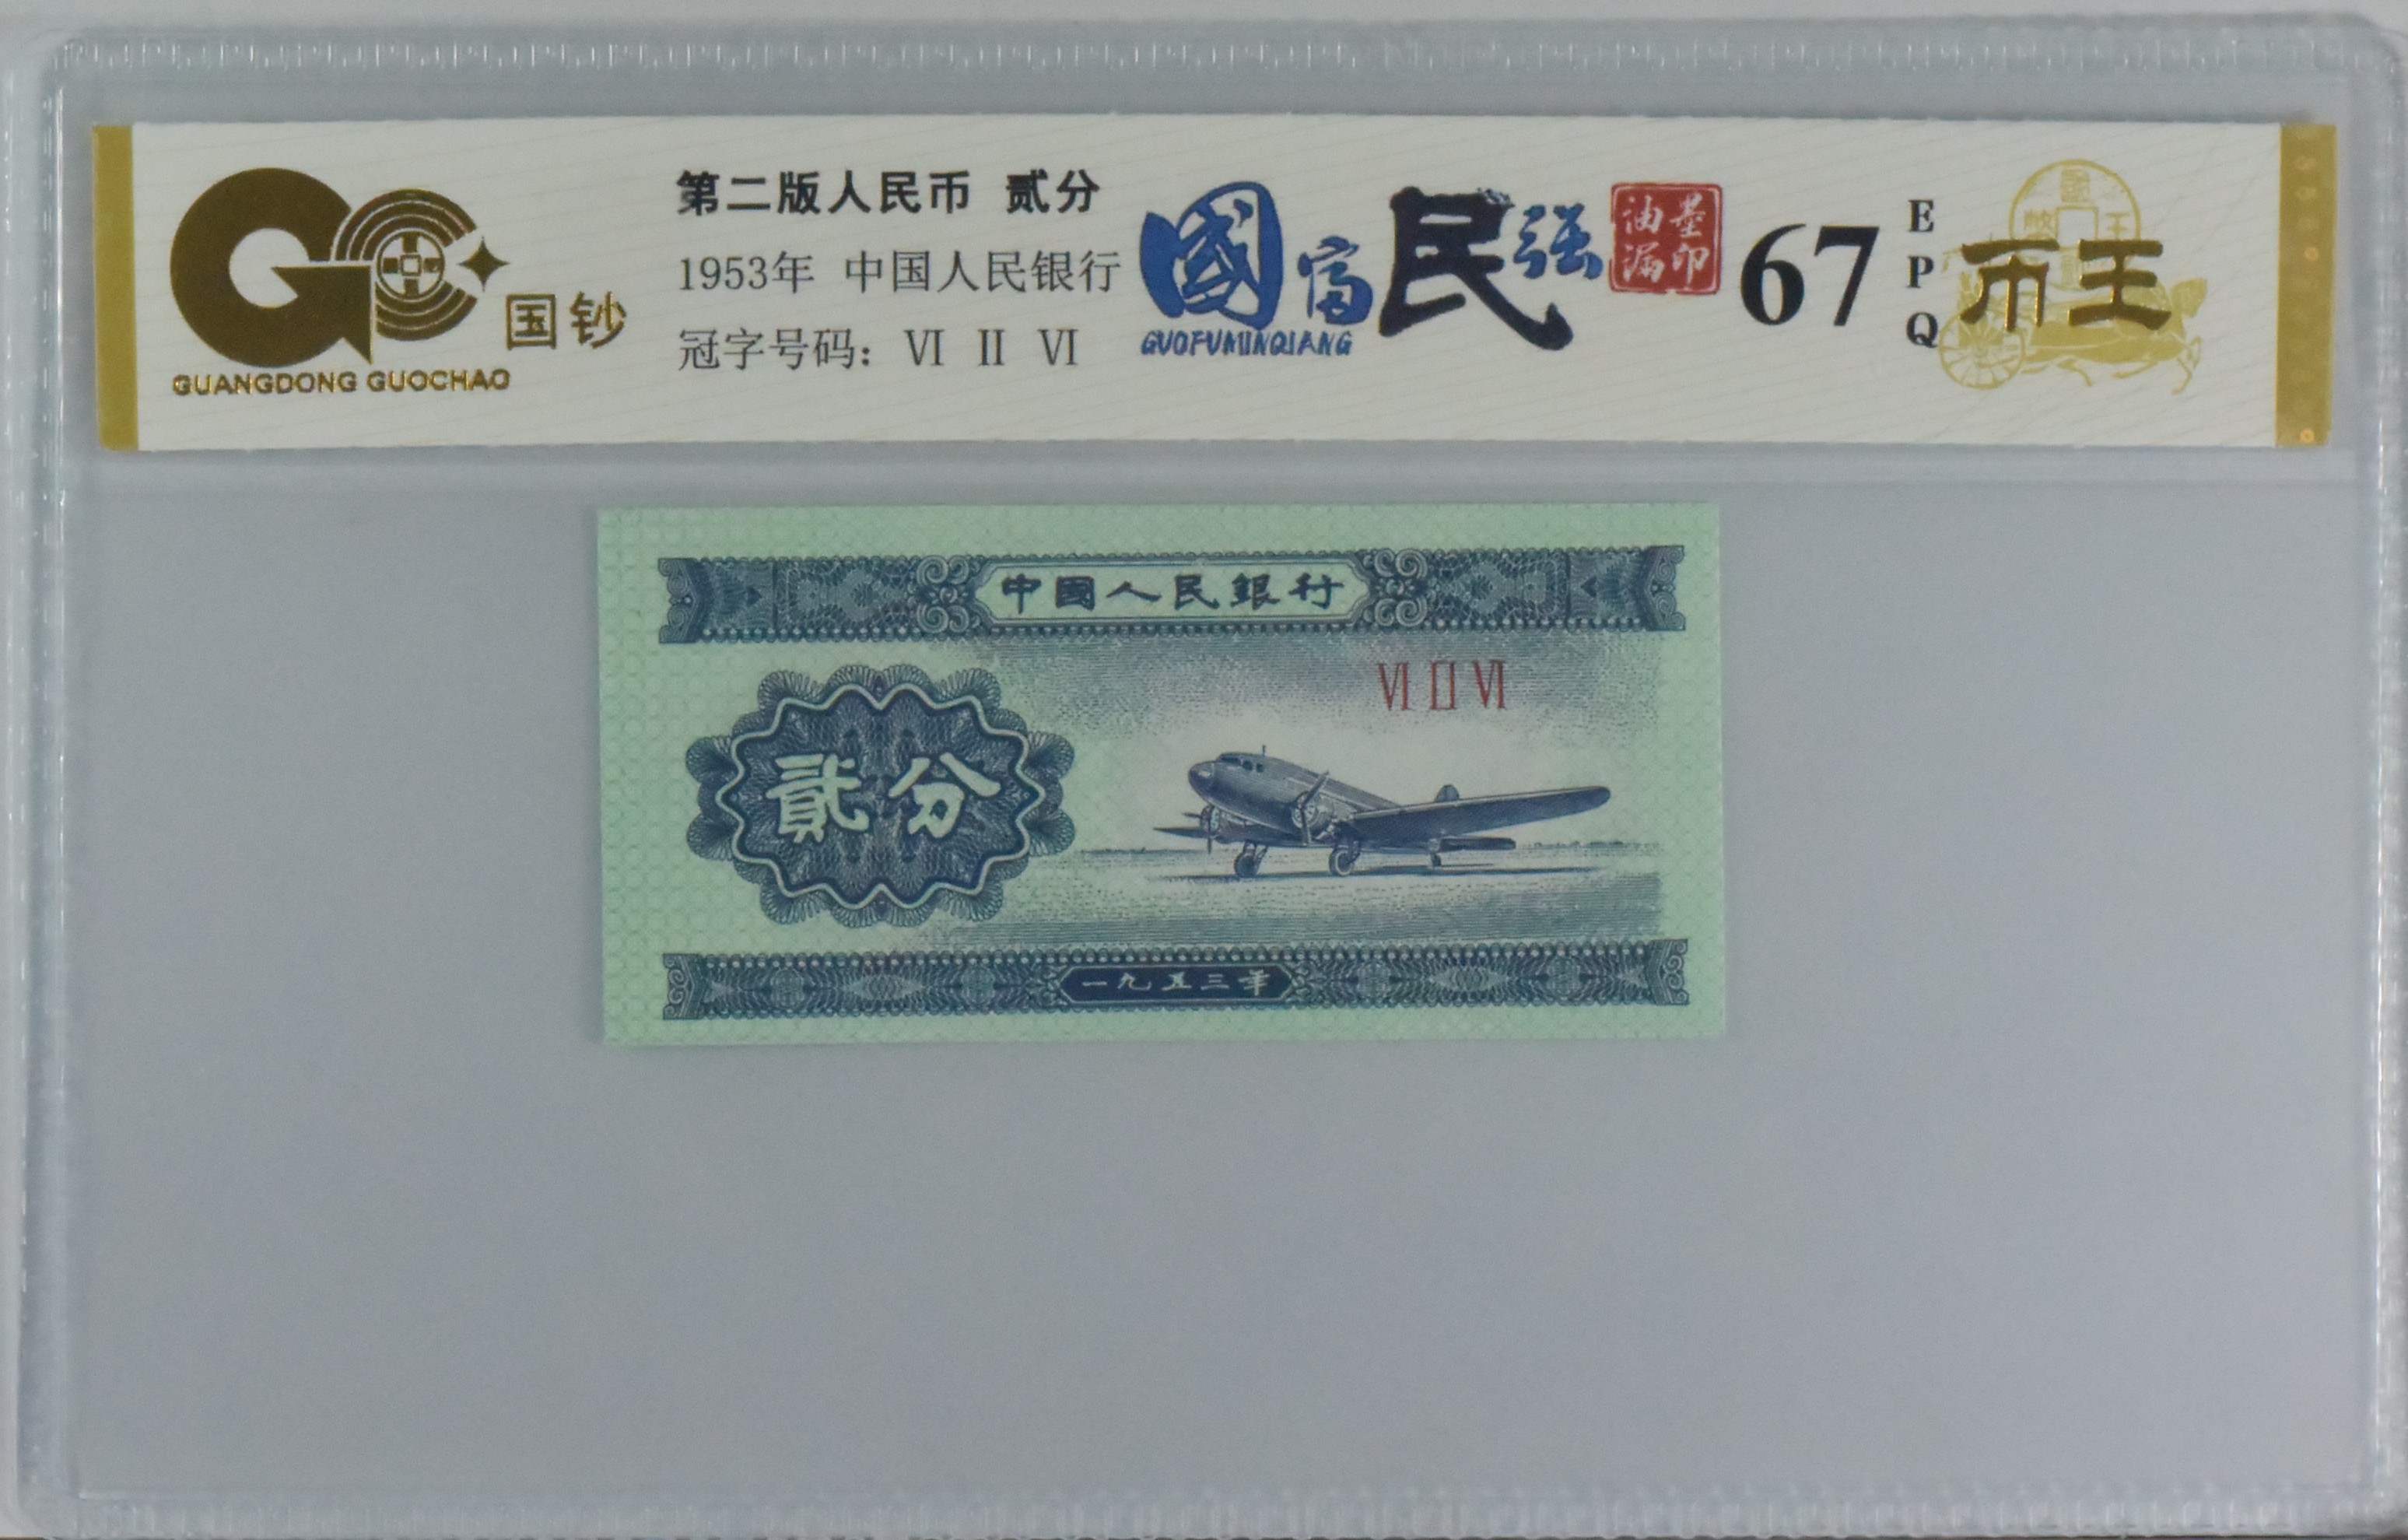 国钞
GUANGDONG GUOCHAO
第二版人民币 贰分
1953年 中国人民银行
冠字号码：Ⅵ Ⅱ Ⅵ
國富民强
GUOFUMINQIANG
油墨
漏印
67
E
P
Q
币王
中國人民銀行
Ⅵ Ⅱ Ⅵ
貳分
一九五三年